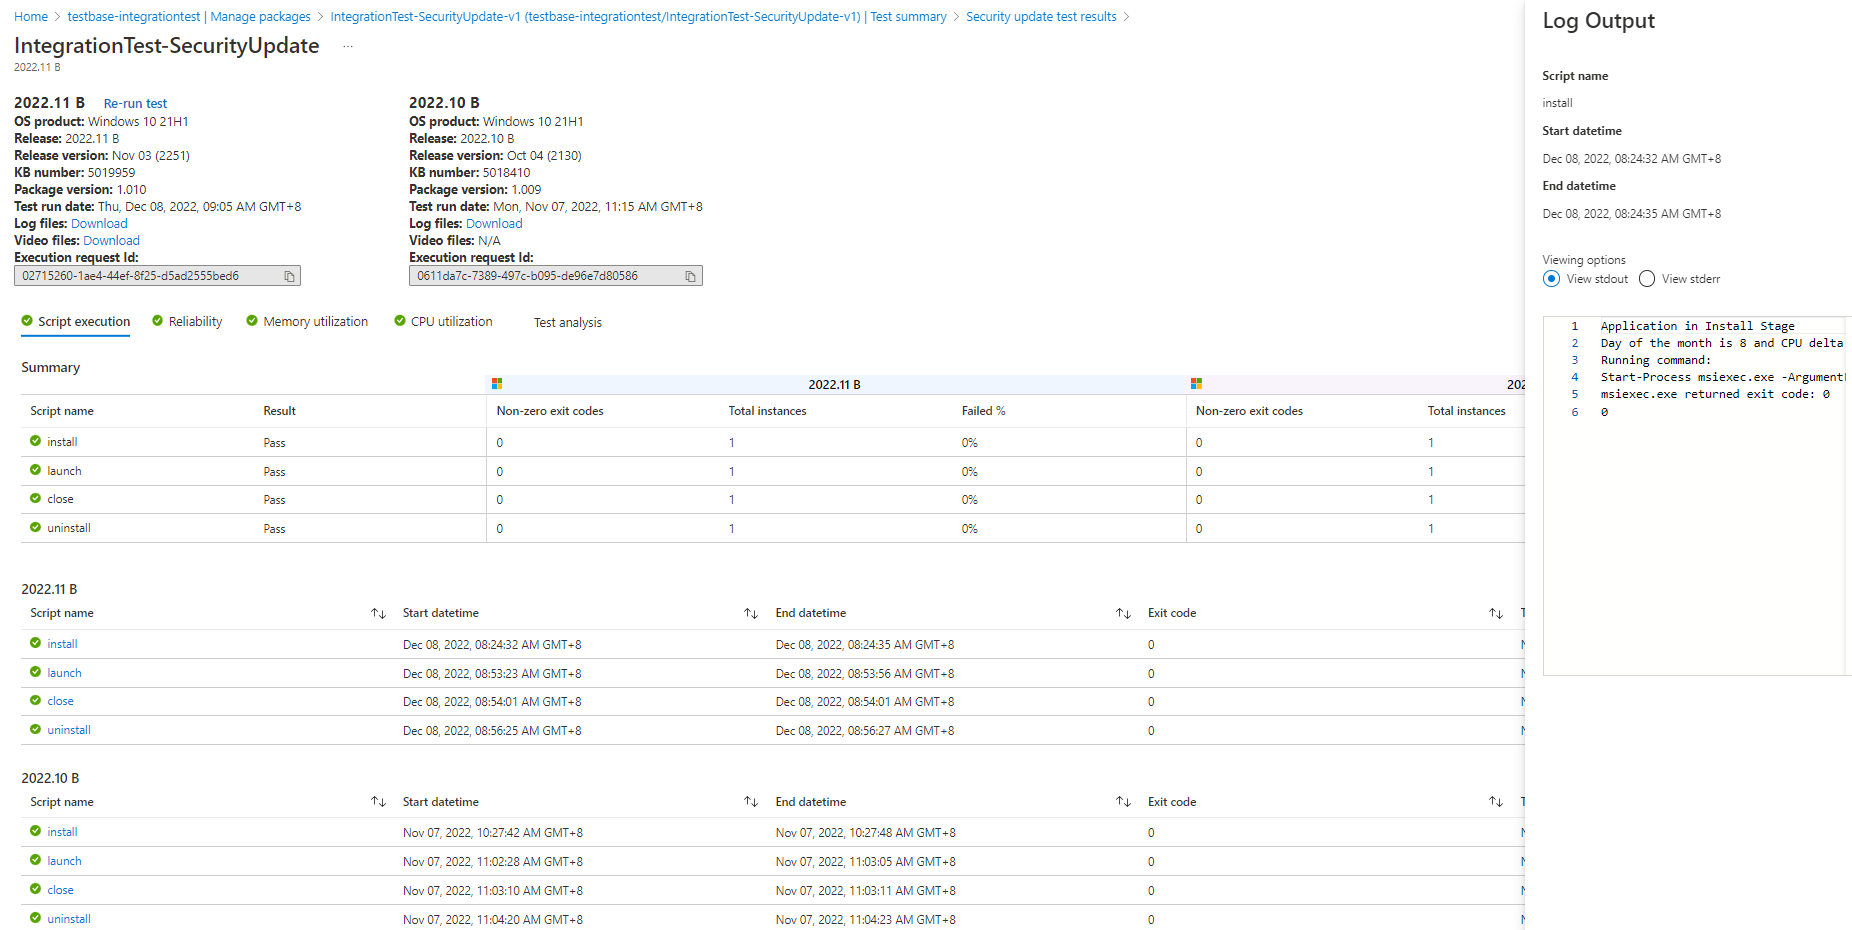 Home > testbase-integrationtest | Manage packages > IntegrationTest-SecurityUpdate-v1 (testbase-integrationtest/IntegrationTest-SecurityUpdate-v1) | Test summary > Security update test results >
IntegrationTest-SecurityUpdate ...
2022.11 B
2022.11 B Re-run test
OS product: Windows 10 21H1
Release: 2022.11 B
Release version: Nov 03 (2251)
KB number: 5019959
Package version: 1.010
Test run date: Thu, Dec 08, 2022, 09:05 AM GMT+8
Log files: Download
Video files: Download
Execution request Id:
02715260-1ae4-44ef-8f25-d5ad2555bed6
2022.10 B
OS product: Windows 10 21H1
Release: 2022.10 B
Release version: Oct 04 (2130)
KB number: 5018410
Package version: 1.009
Test run date: Mon, Nov 07, 2022, 11:15 AM GMT+8
Log files: Download
Video files: N/A
Execution request Id:
0611da7c-7389-497c-b095-de96e7d80586
Script execution Reliability Memory utilization CPU utilization Test analysis
Summary
2022.11 B 202
Script name Result Non-zero exit codes Total instances Failed % Non-zero exit codes Total instances
install Pass 0 1 0% 0 1
launch Pass 0 1 0% 0 1
close Pass 0 1 0% 0 1
uninstall Pass 0 1 0% 0 1
2022.11 B
Script name Start datetime End datetime Exit code
install Dec 08, 2022, 08:24:32 AM GMT+8 Dec 08, 2022, 08:24:35 AM GMT+8 0
launch Dec 08, 2022, 08:53:23 AM GMT+8 Dec 08, 2022, 08:53:56 AM GMT+8 0
close Dec 08, 2022, 08:54:01 AM GMT+8 Dec 08, 2022, 08:54:01 AM GMT+8 0
uninstall Dec 08, 2022, 08:56:25 AM GMT+8 Dec 08, 2022, 08:56:27 AM GMT+8 0
2022.10 B
Script name Start datetime End datetime Exit code
install Nov 07, 2022, 10:27:42 AM GMT+8 Nov 07, 2022, 10:27:48 AM GMT+8 0
launch Nov 07, 2022, 11:02:28 AM GMT+8 Nov 07, 2022, 11:03:05 AM GMT+8 0
close Nov 07, 2022, 11:03:10 AM GMT+8 Nov 07, 2022, 11:03:11 AM GMT+8 0
uninstall Nov 07, 2022, 11:04:20 AM GMT+8 Nov 07, 2022, 11:04:23 AM GMT+8 0
Log Output
Script name
install
Start datetime
Dec 08, 2022, 08:24:32 AM GMT+8
End datetime
Dec 08, 2022, 08:24:35 AM GMT+8
Viewing options
View stdout View stderr
1 Application in Install Stage
2 Day of the month is 8 and CPU delta
3 Running command:
4 Start-Process msiexec.exe -Argument
5 msiexec.exe returned exit code: 0
6 0